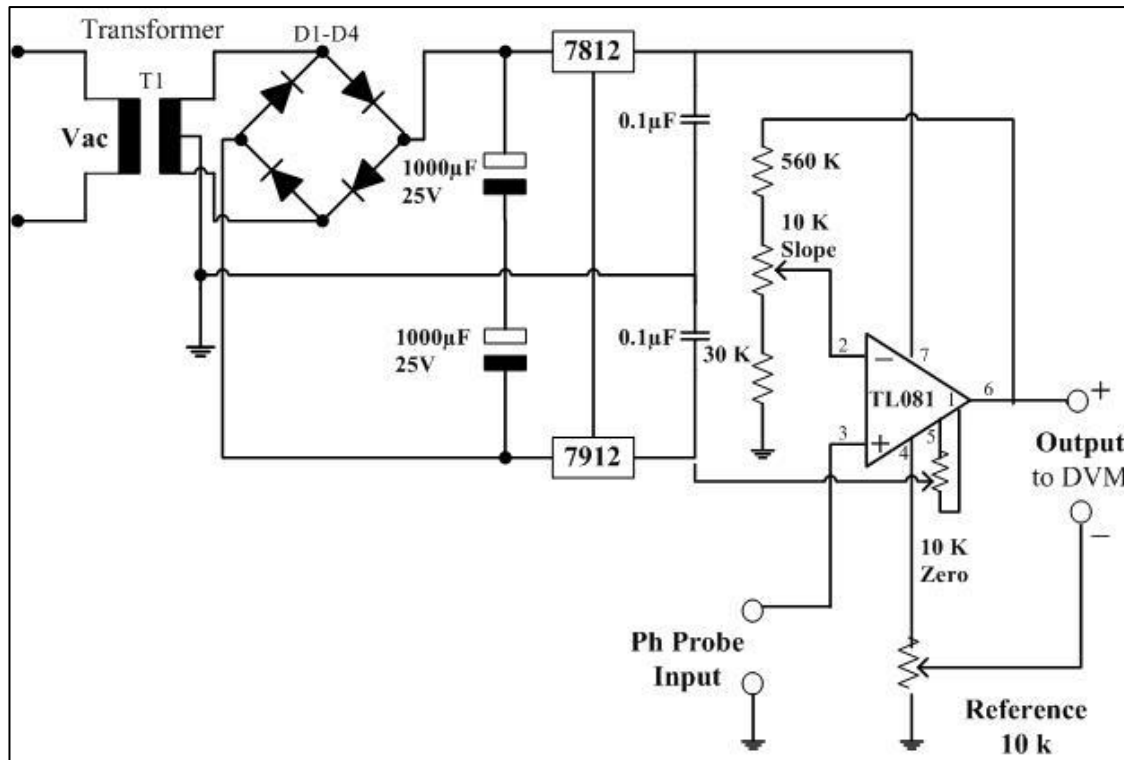 Transformer
D1-D4
T1
Vac
7812
0.1µF
1000µF
25V
560 K
10 K
Slope
1000µF
25V
0.1µF
30 K
2
7
TL081
1
6
+
3
4
5
Output
to DVM
7912
10 K
Zero
Ph Probe
Input
Reference
10 k